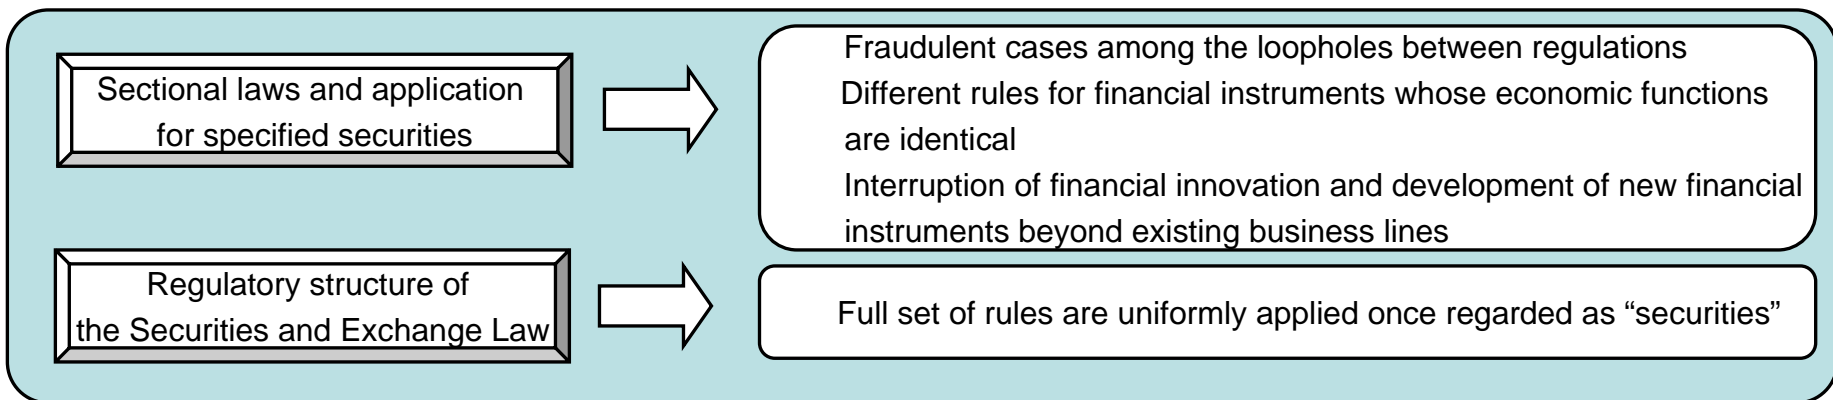 Sectional laws and application
for specified securities
Fraudulent cases among the loopholes between regulations
Different rules for financial instruments whose economic functions
are identical
Interruption of financial innovation and development of new financial
instruments beyond existing business lines
Regulatory structure of
the Securities and Exchange Law
Full set of rules are uniformly applied once regarded as “securities”